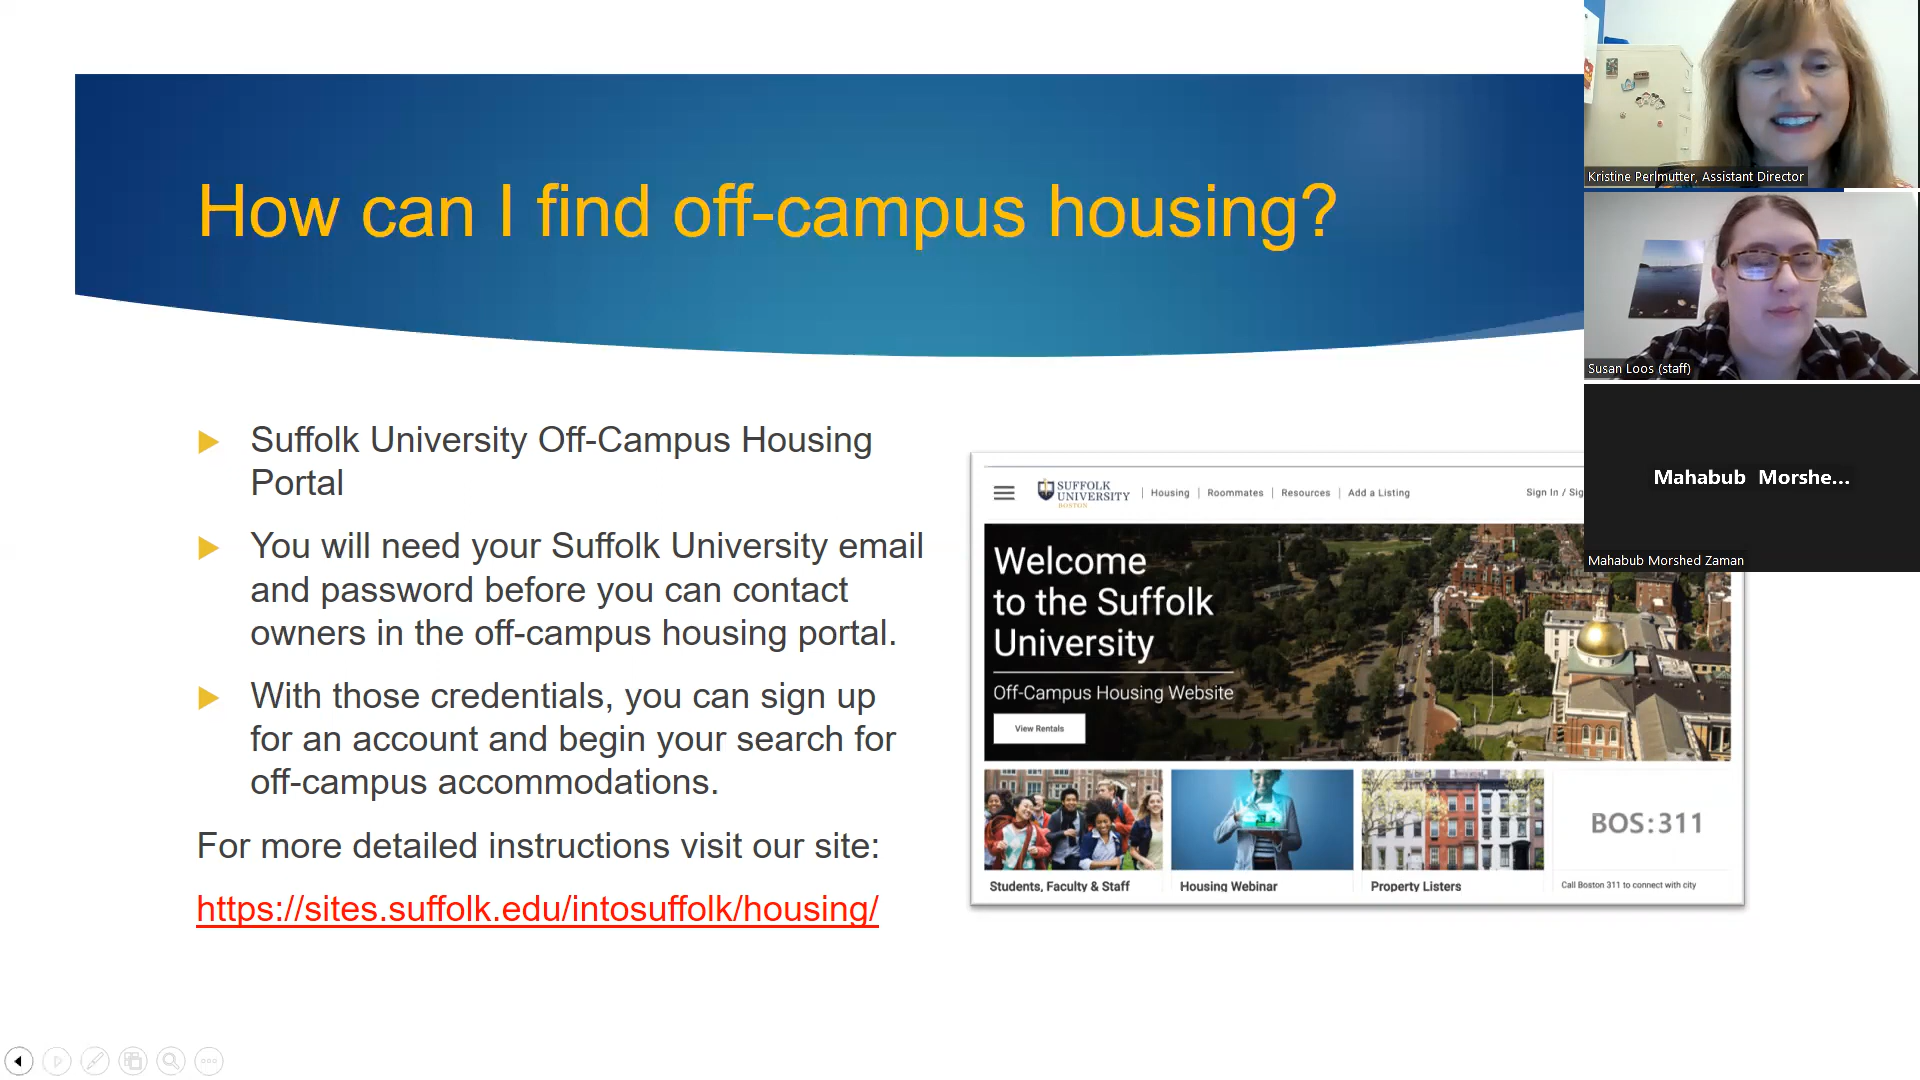 How can I find off-campus housing?
Suffolk University Off-Campus Housing
Portal
You will need your Suffolk University email
and password before you can contact
owners in the off-campus housing portal.
With those credentials, you can sign up
for an account and begin your search for
off-campus accommodations.
For more detailed instructions visit our site:
https://sites.suffolk.edu/intosuffolk/housing/
SUFFOLK
UNIVERSITY
BOSTON
Housing | Roommates | Resources | Add a Listing
Sign In / Sig
Welcome
to the Suffolk
University
Off-Campus Housing Website
View Rentals
Students, Faculty & Staff
Housing Webinar
Property Listers
BOS:311
Call Boston 311 to connect with city
Kristine Perlmutter, Assistant Director
Susan Loos (staff)
Mahabub Morshe...
Mahabub Morshed Zaman